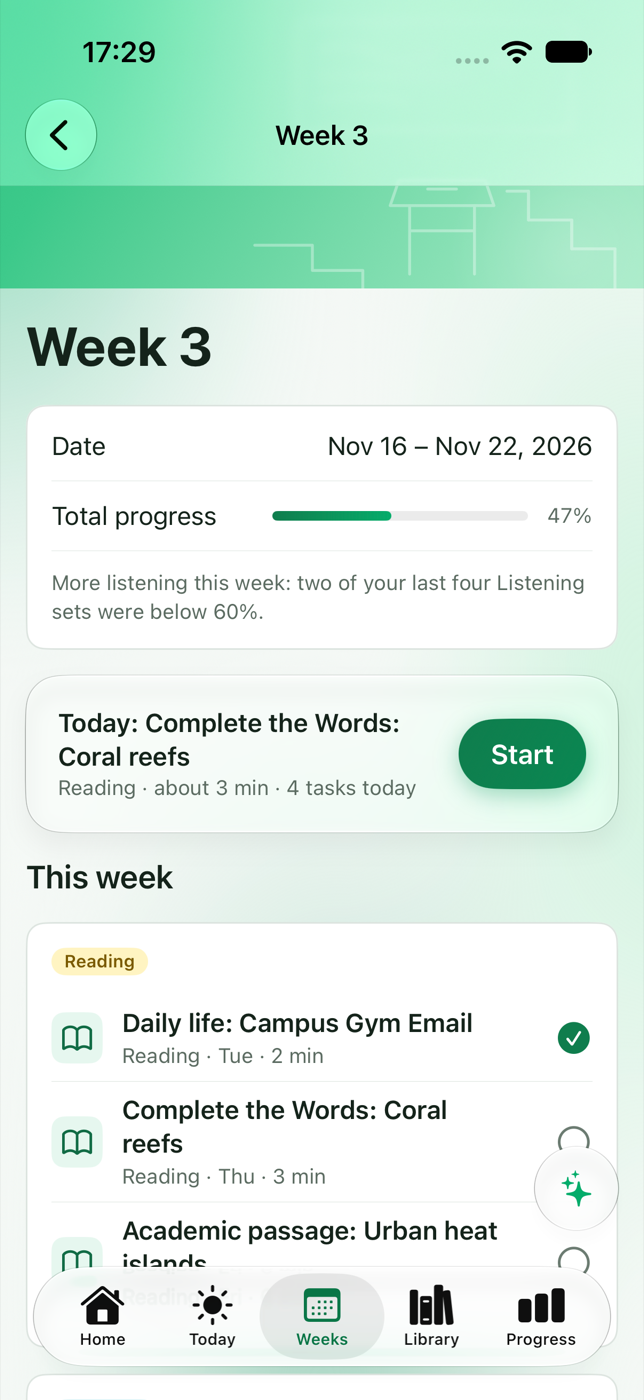 17:29
Week 3
Week 3
Date
Nov 16 – Nov 22, 2026
Total progress
47%
More listening this week: two of your last four Listening
sets were below 60%.
Today: Complete the Words:
Coral reefs
Reading · about 3 min · 4 tasks today
Start
This week
Reading
Daily life: Campus Gym Email
Reading · Tue · 2 min
Complete the Words: Coral
reefs
Reading · Thu · 3 min
Academic passage: Urban heat
islands
Home
Today
Weeks
Library
Progress